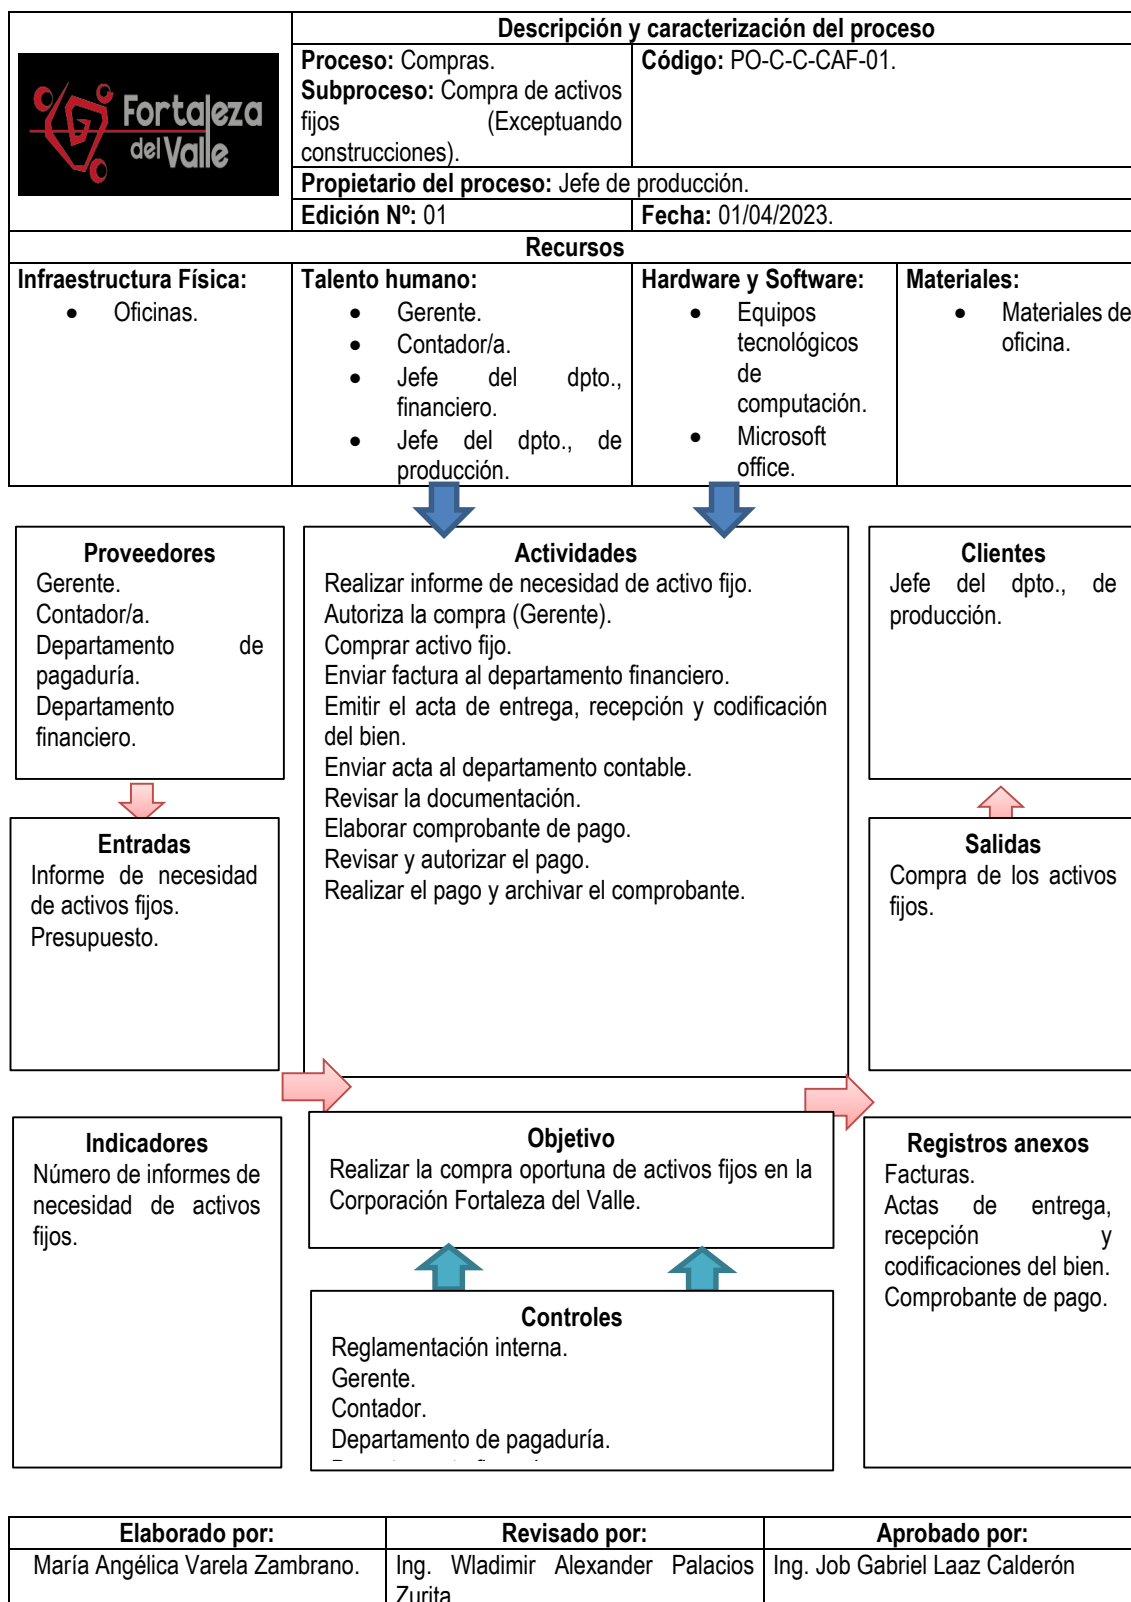 Fortaleza
del Valle
Descripción y caracterización del proceso
Proceso: Compras.
Subproceso: Compra de activos
fijos (Exceptuando
construcciones).
Código: PO-C-C-CAF-01.
Propietario del proceso: Jefe de producción.
Edición Nº: 01
Fecha: 01/04/2023.
Recursos
Infraestructura Física:
• Oficinas.
Talento humano:
• Gerente.
• Contador/a.
• Jefe del dpto.,
financiero.
• Jefe del dpto., de
producción.
Hardware y Software:
• Equipos
tecnológicos
de
computación.
• Microsoft
office.
Materiales:
• Materiales de
oficina.
Proveedores
Gerente.
Contador/a.
Departamento de
pagaduría.
Departamento
financiero.
Actividades
Realizar informe de necesidad de activo fijo.
Autoriza la compra (Gerente).
Comprar activo fijo.
Enviar factura al departamento financiero.
Emitir el acta de entrega, recepción y codificación
del bien.
Enviar acta al departamento contable.
Revisar la documentación.
Elaborar comprobante de pago.
Revisar y autorizar el pago.
Realizar el pago y archivar el comprobante.
Clientes
Jefe del dpto., de
producción.
Entradas
Informe de necesidad
de activos fijos.
Presupuesto.
Salidas
Compra de los activos
fijos.
Indicadores
Número de informes de
necesidad de activos
fijos.
Objetivo
Realizar la compra oportuna de activos fijos en la
Corporación Fortaleza del Valle.
Registros anexos
Facturas.
Actas de entrega,
recepción y
codificaciones del bien.
Comprobante de pago.
Controles
Reglamentación interna.
Gerente.
Contador.
Departamento de pagaduría.
Elaborado por:
Revisado por:
Aprobado por:
María Angélica Varela Zambrano.
Ing. Wladimir Alexander Palacios
Zurita
Ing. Job Gabriel Laaz Calderón